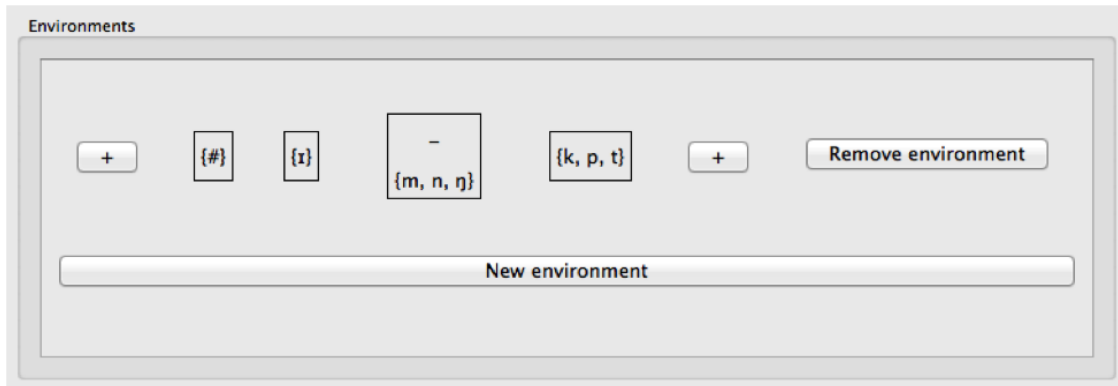 Environments
+ {#} {ɪ} _ {k, p, t} + Remove environment
{m, n, ŋ}
New environment